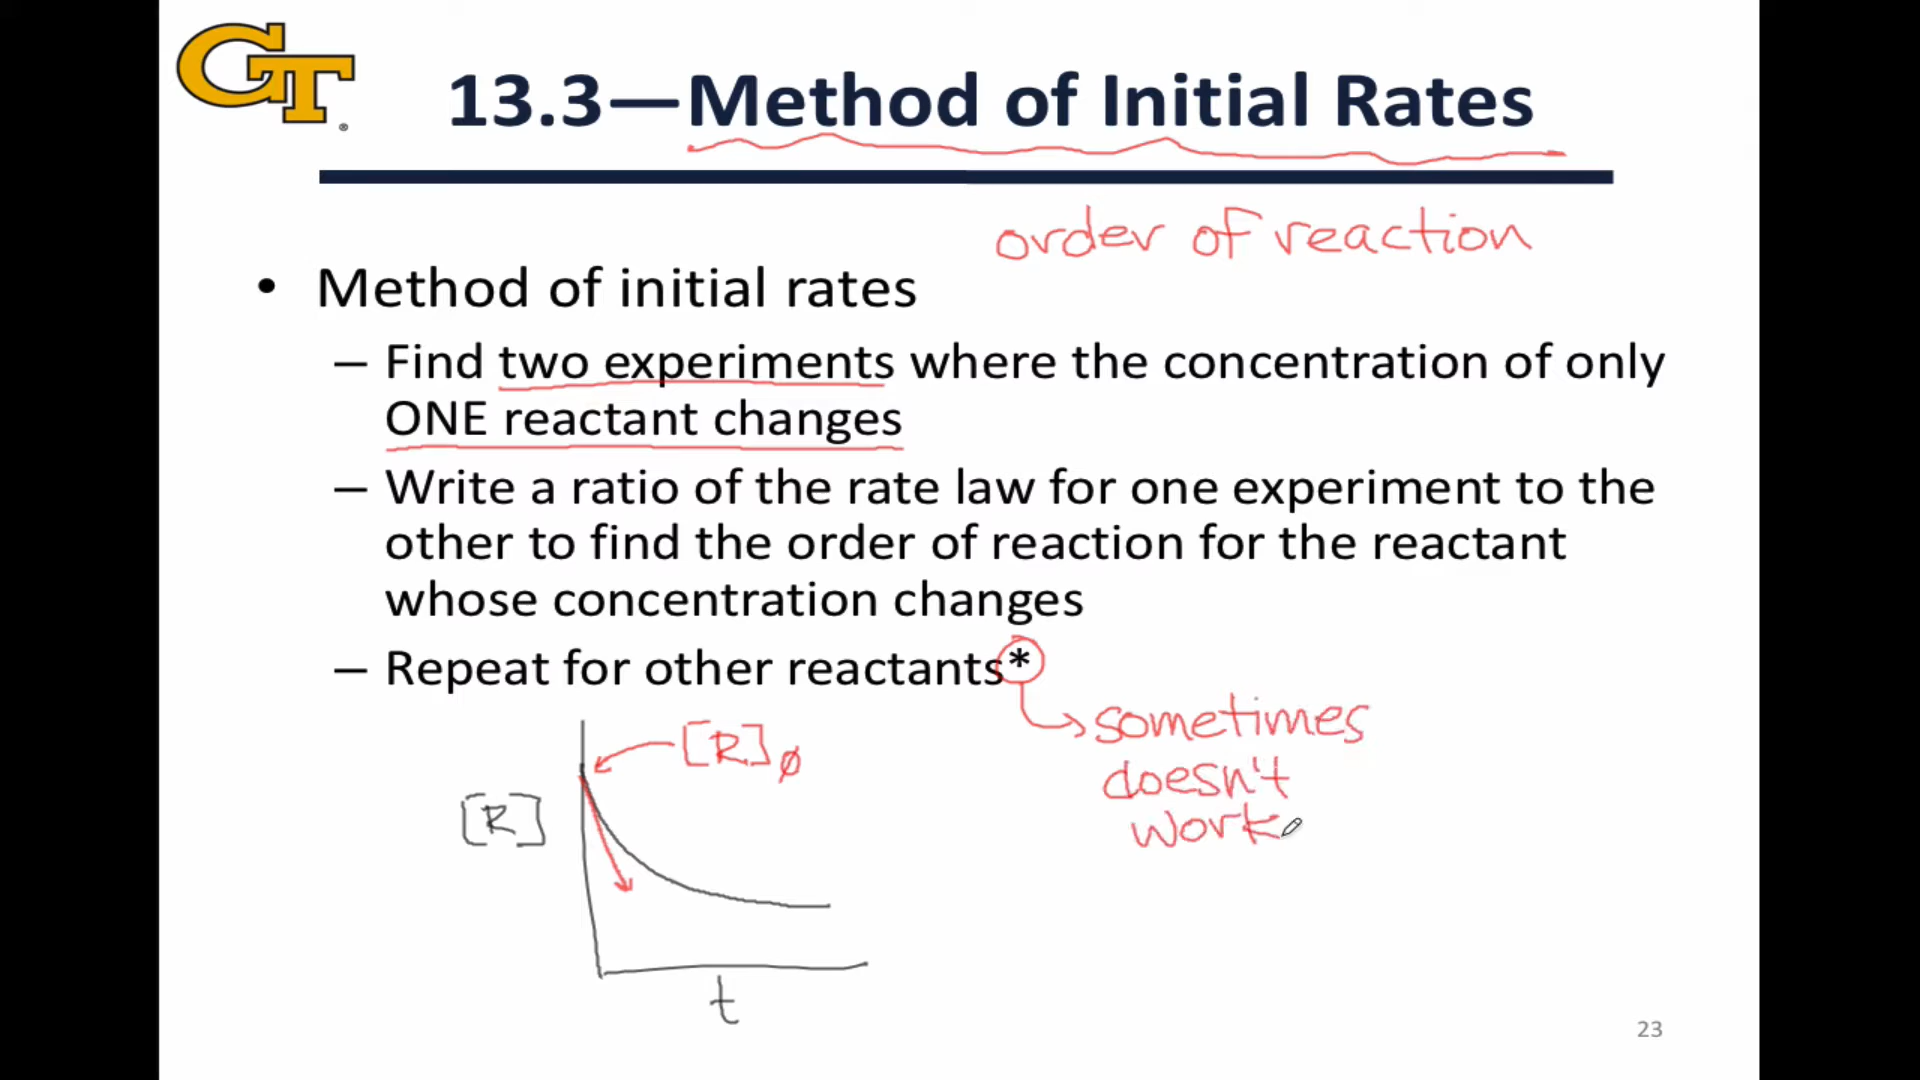 GT
®
13.3—Method of Initial Rates
order of reaction
• Method of initial rates
– Find two experiments where the concentration of only
ONE reactant changes
– Write a ratio of the rate law for one experiment to the
other to find the order of reaction for the reactant
whose concentration changes
– Repeat for other reactants*
sometimes
doesn't
work
[R]ø
[R]
t
23